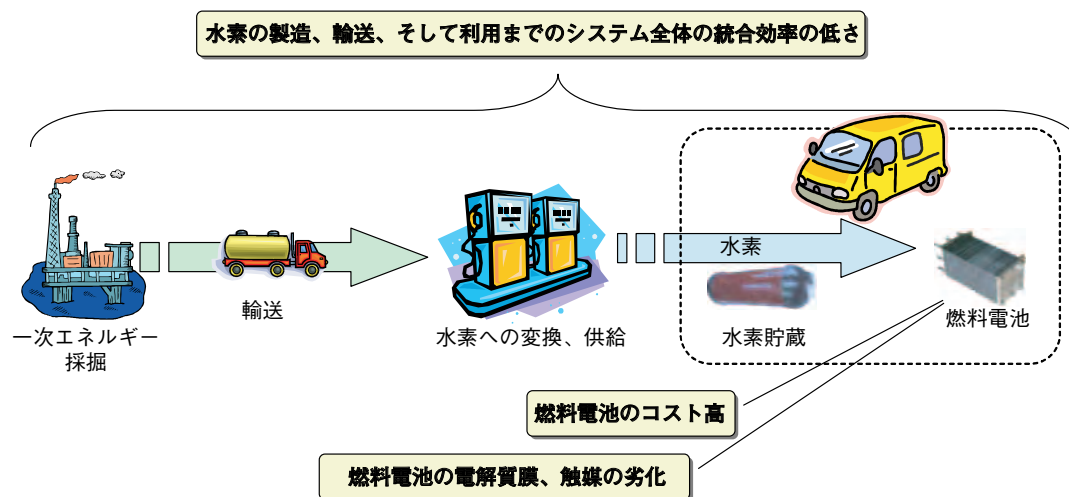 水素の製造、輸送、そして利用までのシステム全体の統合効率の低さ
水素
輸送
一次エネルギー
採掘
水素への変換、供給
水素貯蔵
燃料電池
燃料電池のコスト高
燃料電池の電解質膜、触媒の劣化